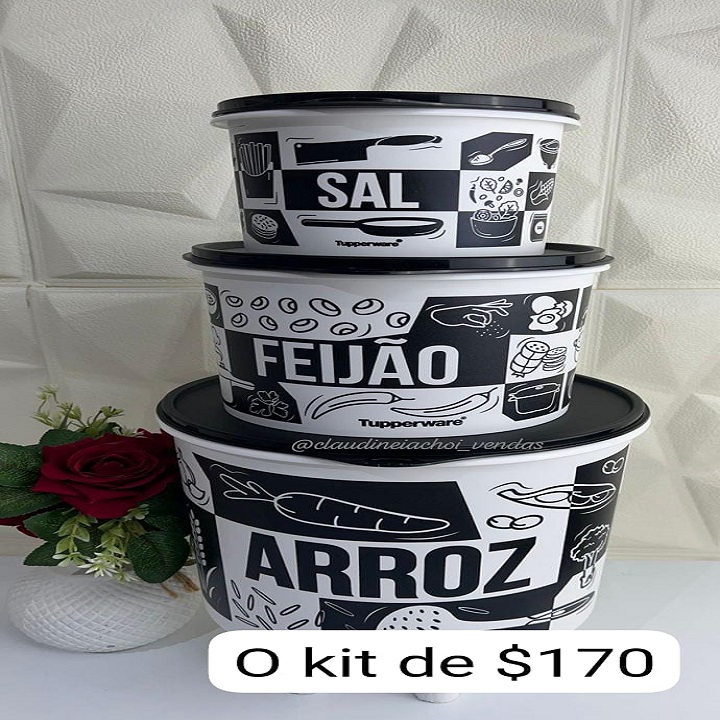 SAL
Tupperware
FEIJÃO
Tupperware
@claudineiachoi_vendas
ARROZ
O kit de $170